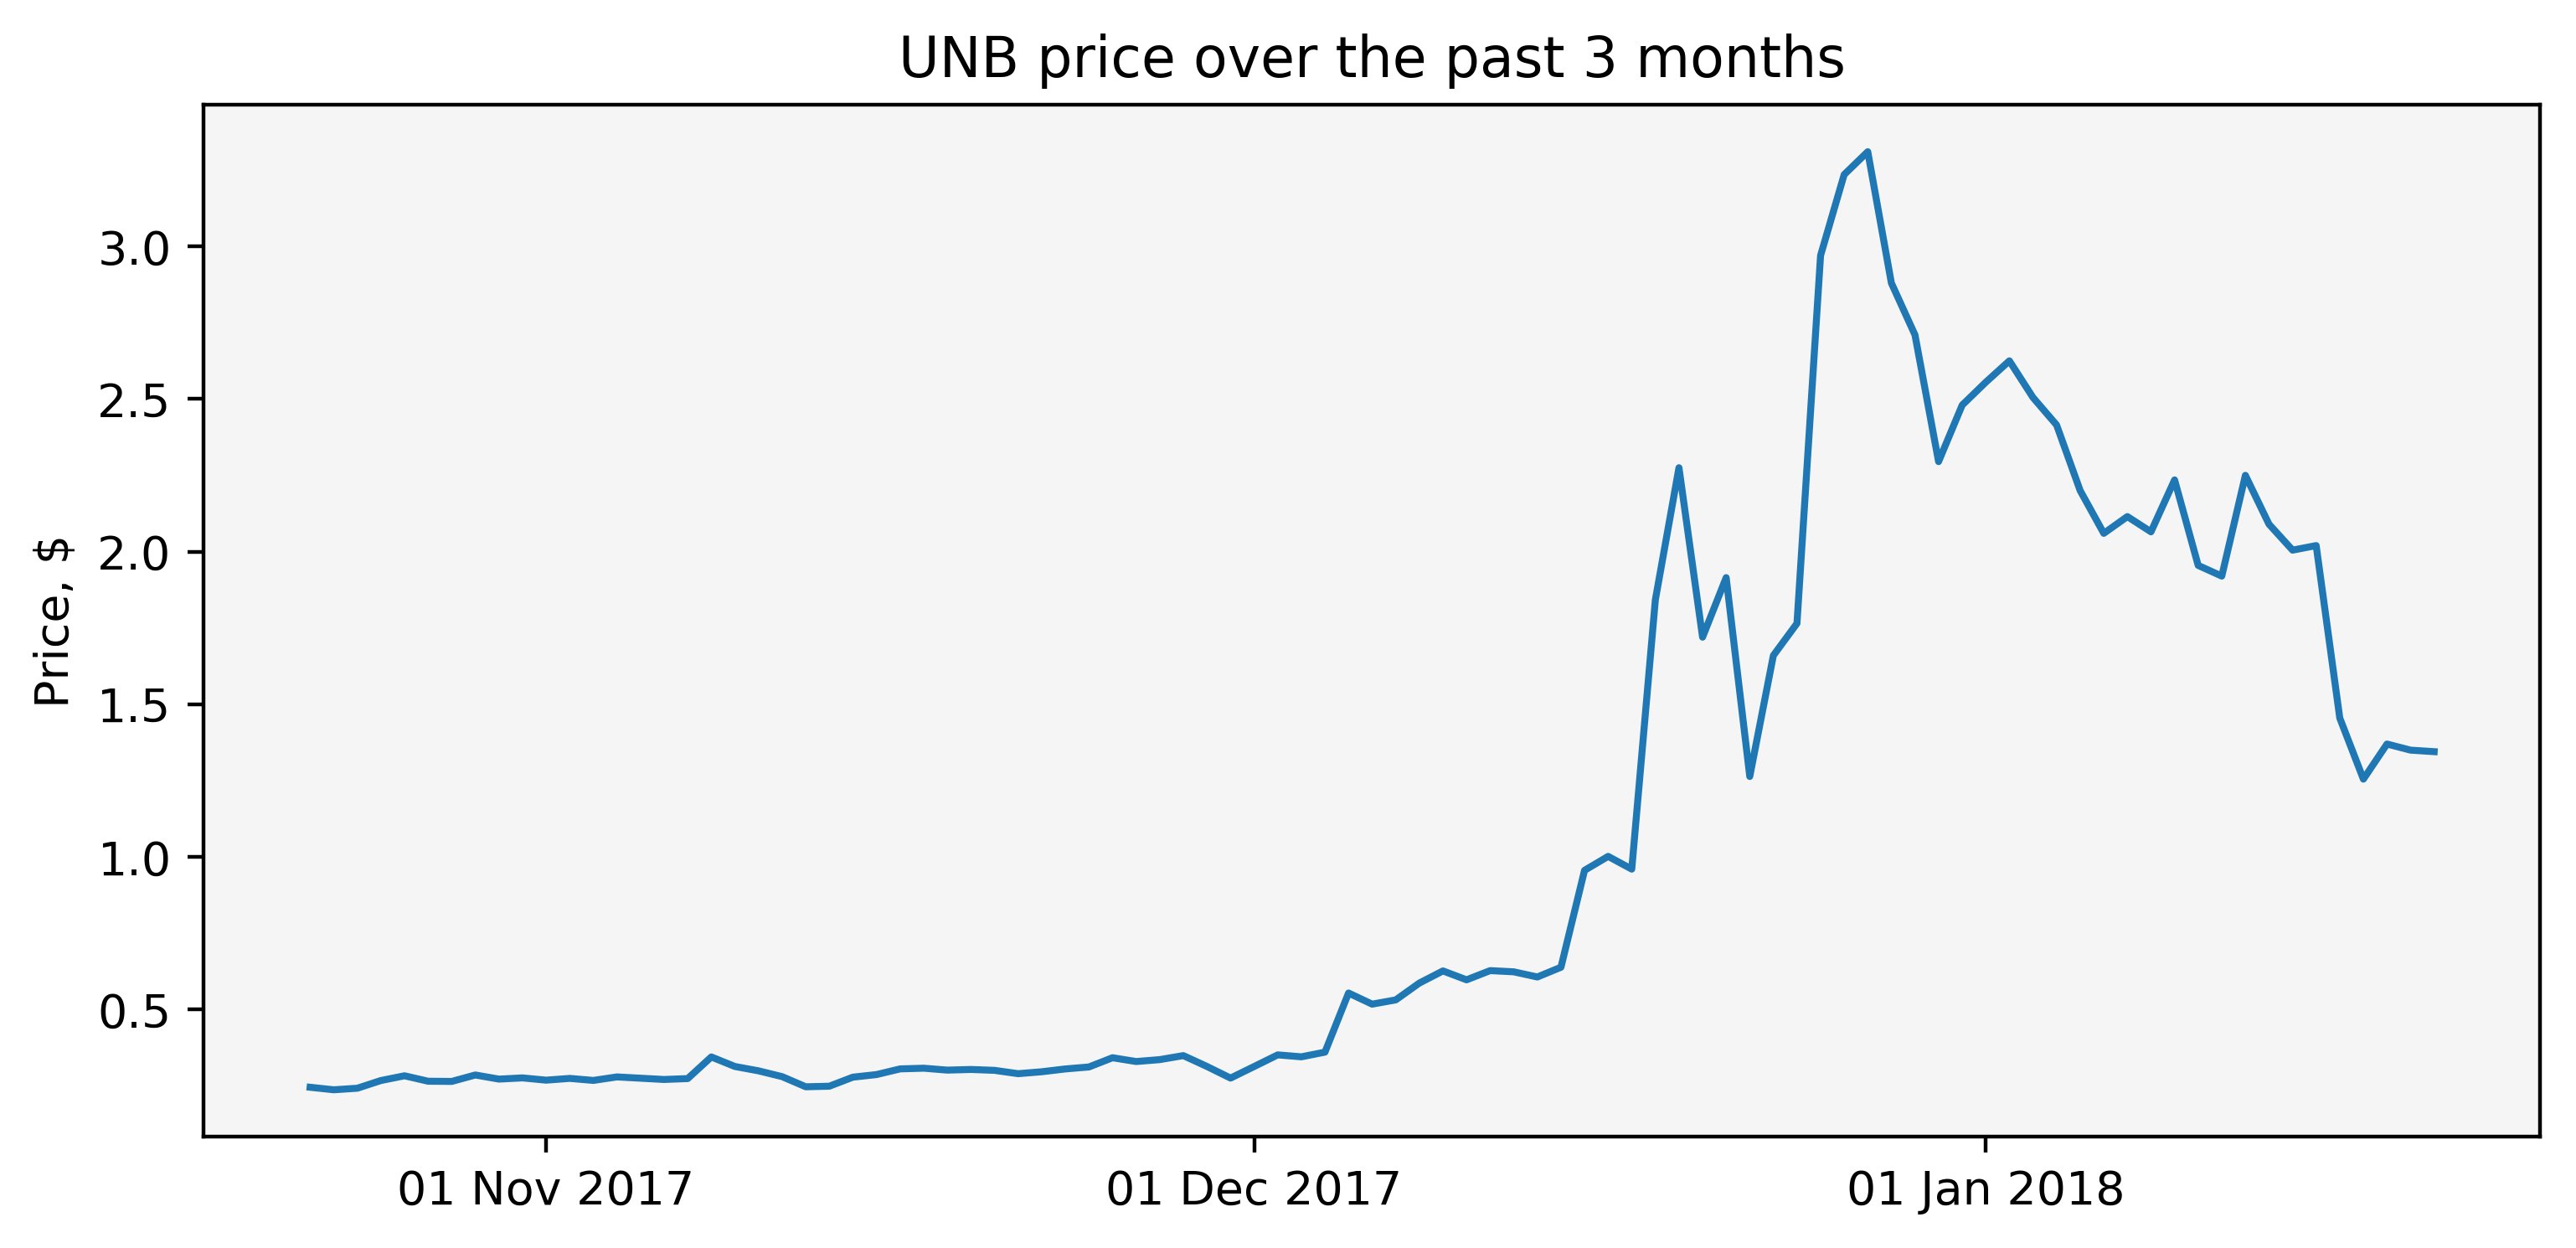 UNB price over the past 3 months
Price, $
3.0
2.5
2.0
1.5
1.0
0.5
01 Nov 2017
01 Dec 2017
01 Jan 2018